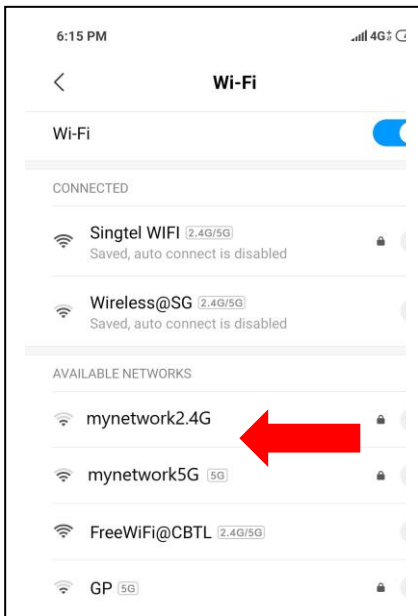 6:15 PM 4G
Wi-Fi
Wi-Fi
CONNECTED
Singtel WIFI 2.4G/5G
Saved, auto connect is disabled
Wireless@SG 2.4G/5G
Saved, auto connect is disabled
AVAILABLE NETWORKS
mynetwork2.4G
mynetwork5G 5G
FreeWiFi@CBTL 2.4G/5G
GP 5G